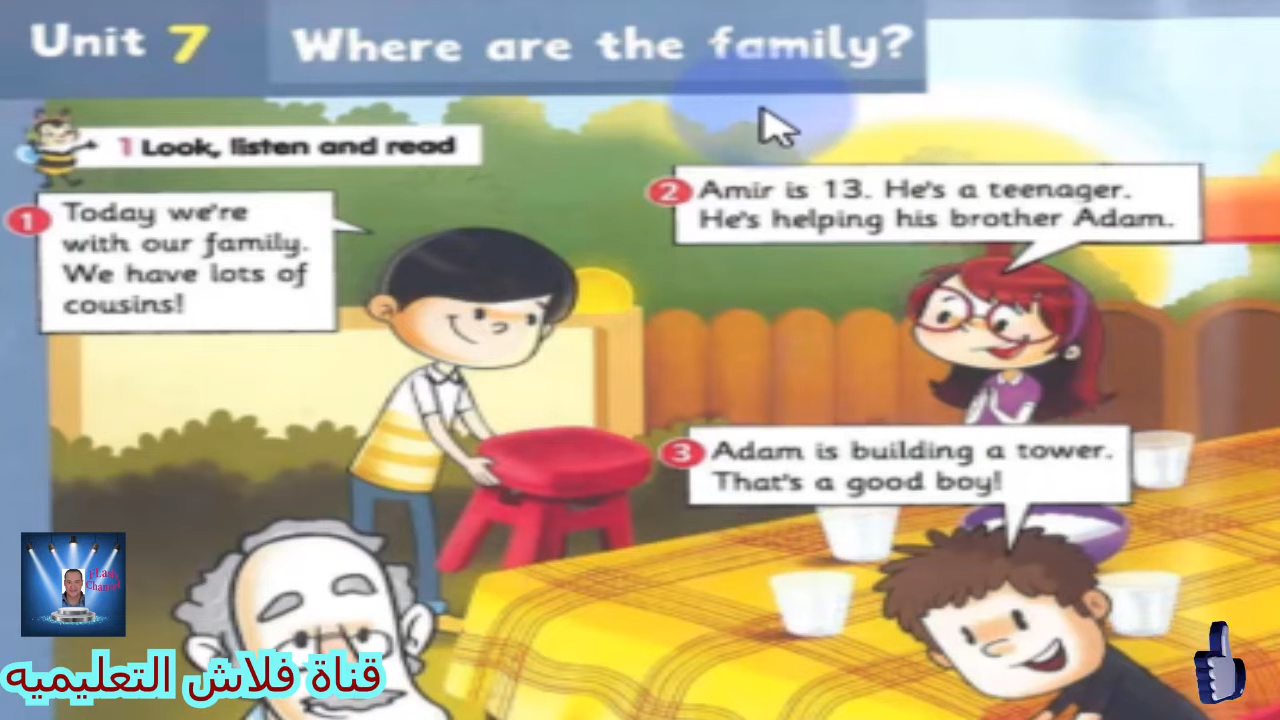 Unit 7 Where are the family?
1 Look, listen and read
1 Today we're
with our family.
We have lots of
cousins!
2 Amir is 13. He's a teenager.
He's helping his brother Adam.
3 Adam is building a tower.
That's a good boy!
قناة فلاش التعليميه